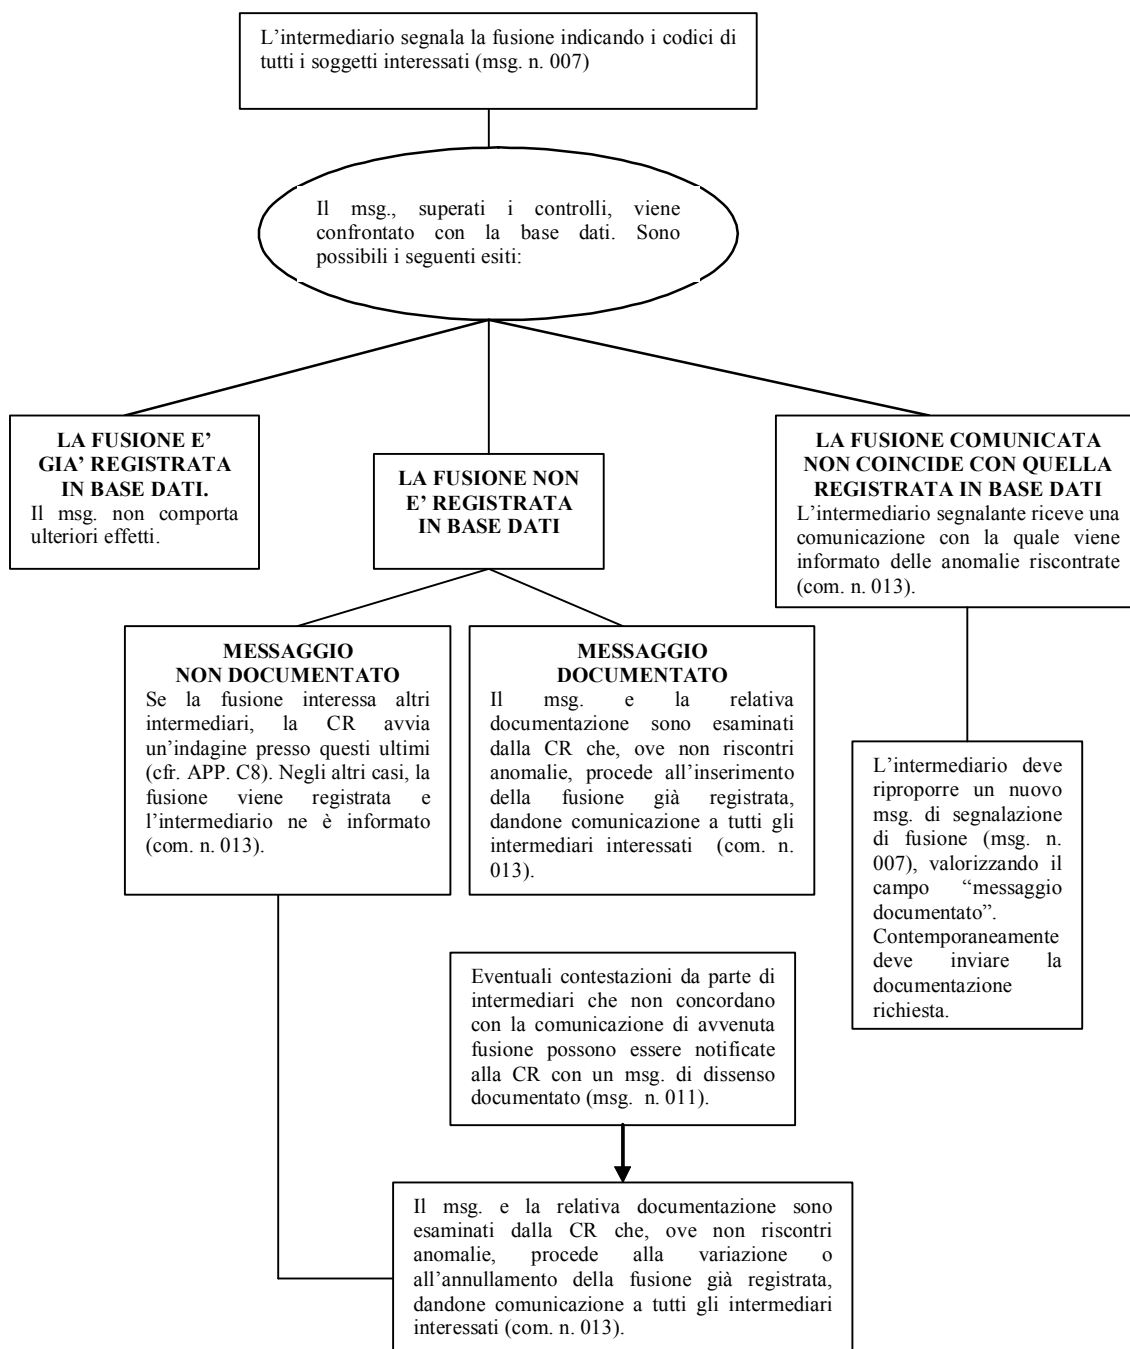 L'intermediario segnala la fusione indicando i codici di
tutti i soggetti interessati (msg. n. 007)
Il msg., superati i controlli, viene
confrontato con la base dati. Sono
possibili i seguenti esiti:
LA FUSIONE E'
GIA' REGISTRATA
IN BASE DATI.
Il msg. non comporta
ulteriori effetti.
LA FUSIONE NON
E' REGISTRATA
IN BASE DATI
LA FUSIONE COMUNICATA
NON COINCIDE CON QUELLA
REGISTRATA IN BASE DATI
L'intermediario segnalante riceve una
comunicazione con la quale viene
informato delle anomalie riscontrate
(com. n. 013).
MESSAGGIO
NON DOCUMENTATO
Se la fusione interessa altri
intermediari, la CR avvia
un'indagine presso questi ultimi
(cfr. APP. C8). Negli altri casi, la
fusione viene registrata e
l'intermediario ne è informato
(com. n. 013).
MESSAGGIO
DOCUMENTATO
Il msg. e la relativa
documentazione sono esaminati
dalla CR che, ove non riscontri
anomalie, procede all'inserimento
della fusione già registrata,
dandone comunicazione a tutti gli
intermediari interessati (com. n.
013).
L'intermediario deve
riproporre un nuovo
msg. di segnalazione
di fusione (msg. n.
007), valorizzando il
campo “messaggio
documentato”.
Contemporaneamente
deve inviare la
documentazione
richiesta.
Eventuali contestazioni da parte di
intermediari che non concordano
con la comunicazione di avvenuta
fusione possono essere notificate
alla CR con un msg. di dissenso
documentato (msg. n. 011).
Il msg. e la relativa documentazione sono
esaminati dalla CR che, ove non riscontri
anomalie, procede alla variazione o
all'annullamento della fusione già registrata,
dandone comunicazione a tutti gli intermediari
interessati (com. n. 013).